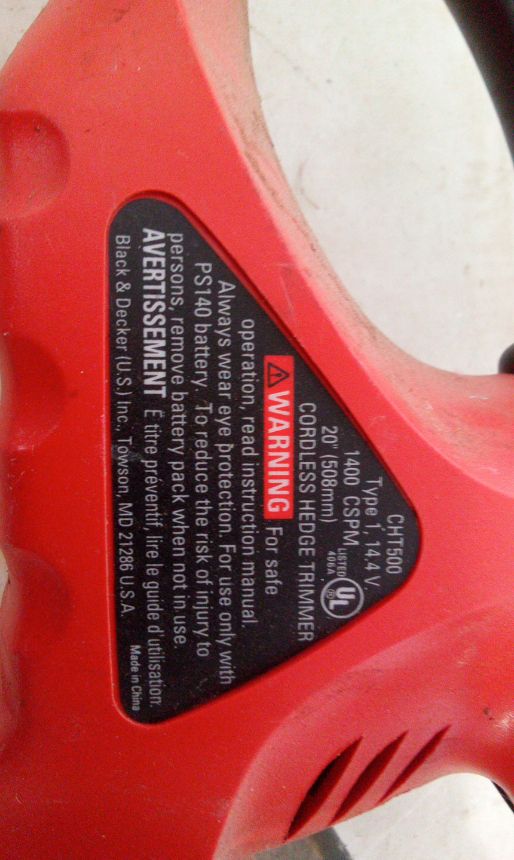 CHT500
Type 1, 14.4 V
1400 CSPM
20" (508mm)
LISTED
406A
UL
CORDLESS HEDGE TRIMMER
WARNING For safe
operation, read instruction manual.
Always wear eye protection. For use only with
PS140 battery. To reduce the risk of injury to
persons, remove battery pack when not in use.
AVERTISSEMENT È titre préventif, lire le guide d'utilisation.
Black & Decker (U.S.) Inc., Towson, MD 21286 U.S.A
Made in China